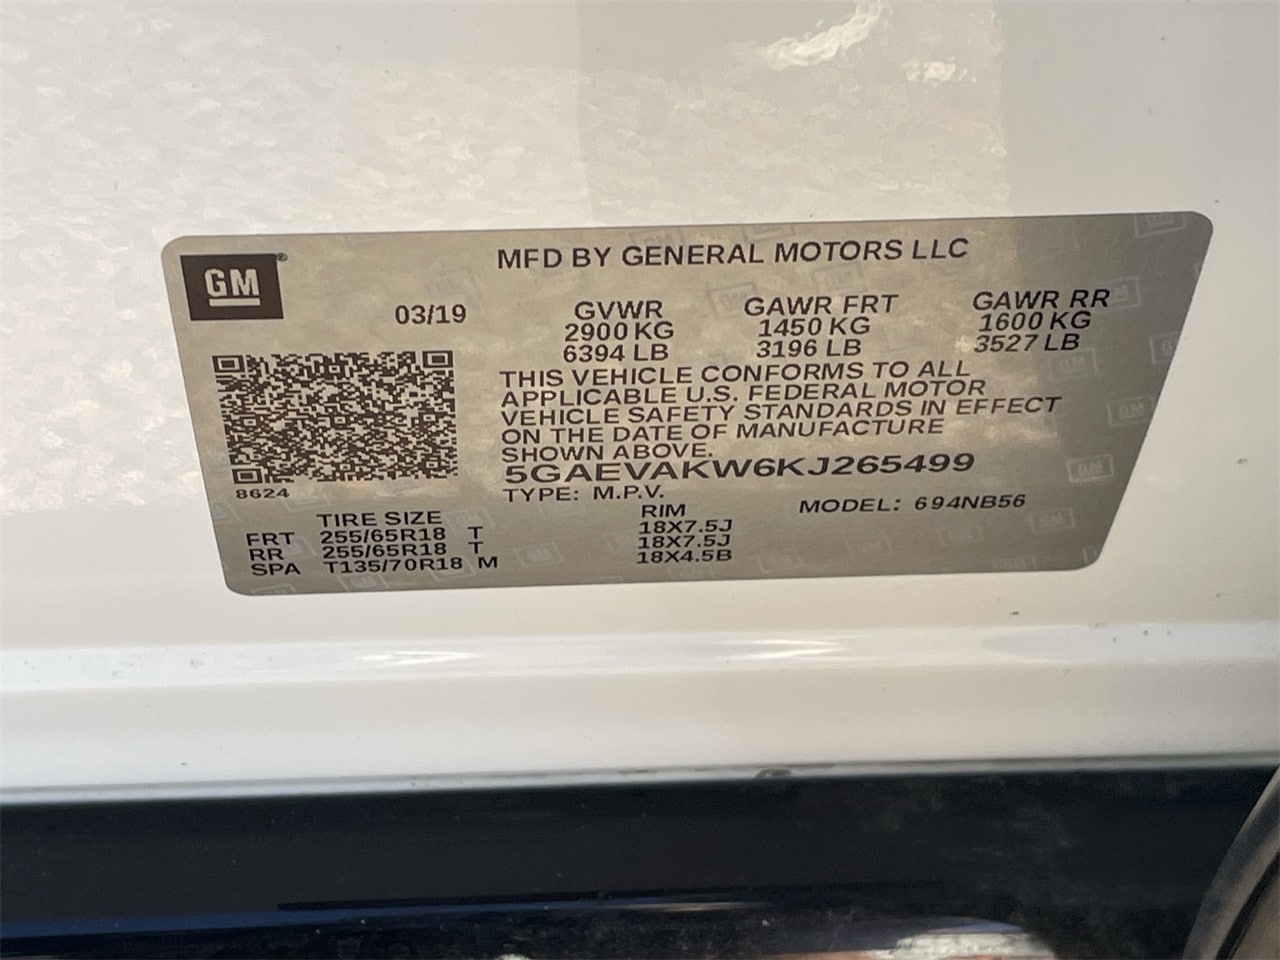 GM
MFD BY GENERAL MOTORS LLC
03/19
GVWR GAWR FRT GAWR RR
2900 KG 1450 KG 1600 KG
6394 LB 3196 LB 3527 LB
THIS VEHICLE CONFORMS TO ALL
APPLICABLE U.S. FEDERAL MOTOR
VEHICLE SAFETY STANDARDS IN EFFECT
ON THE DATE OF MANUFACTURE
SHOWN ABOVE.
5GAEVAKW6KJ265499
8624
TYPE: M.P.V. MODEL: 694NB56
TIRE SIZE RIM
FRT 255/65R18 T 18X7.5J
RR 255/65R18 T 18X7.5J
SPA T135/70R18 M 18X4.5B